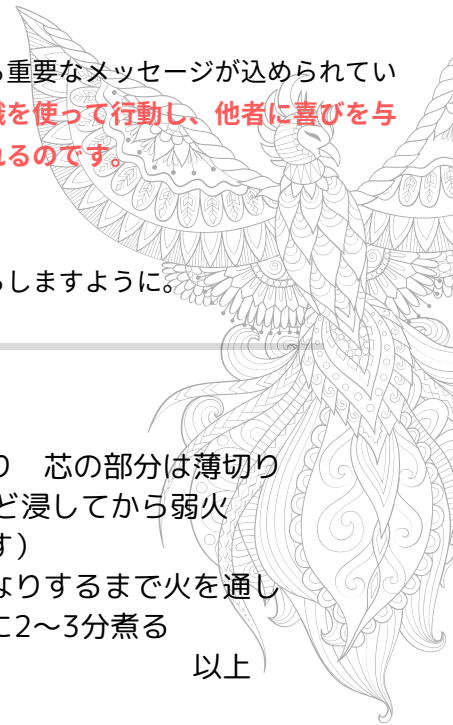 重要なメッセージが込められてい
を使って行動し、他者に喜びを与
れるのです。
しますように。
り　芯の部分は薄切り
ど浸してから弱火
す）
なりするまで火を通し
に2～3分煮る
以上